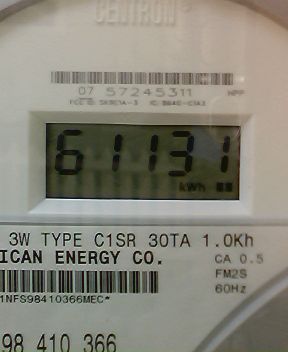 CENTRON®
07 57245311 HPP
61131
kWh
3W TYPE C1SR 30TA 1.0Kh
ICAN ENERGY CO.
CA 0.5
FM2S
60Hz
1NFS98410366MEC*
98 410 366